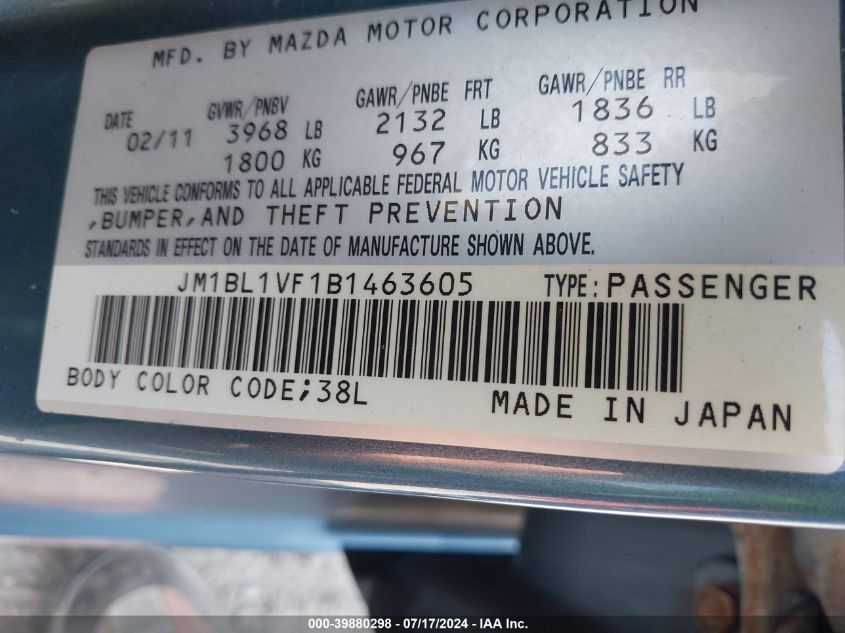 MFD. BY MAZDA MOTOR CORPORATION
DATE GVWR/PNBV GAWR/PNBE FRT GAWR/PNBE RR
02/11 3968 LB 2132 LB 1836 LB
1800 KG 967 KG 833 KG
THIS VEHICLE CONFORMS TO ALL APPLICABLE FEDERAL MOTOR VEHICLE SAFETY
,BUMPER,AND THEFT PREVENTION
STANDARDS IN EFFECT ON THE DATE OF MANUFACTURE SHOWN ABOVE.
JM1BL1VF1B1463605 TYPE:PASSENGER
BODY COLOR CODE;38L
MADE IN JAPAN
000-39880298 - 07/17/2024 - IAA Inc.